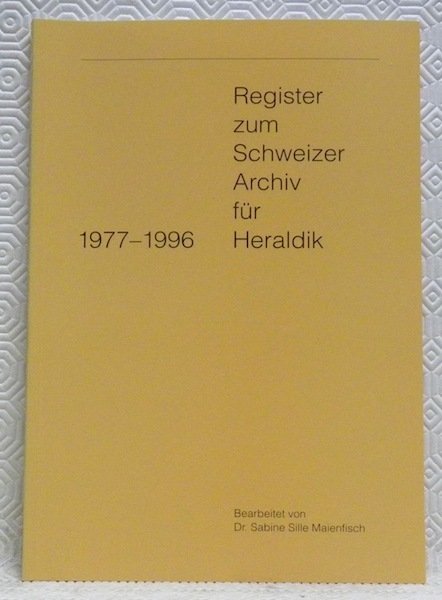 Register
zum
Schweizer
Archiv
für
1977–1996 Heraldik
Bearbeitet von
Dr. Sabine Sille Maienfisch